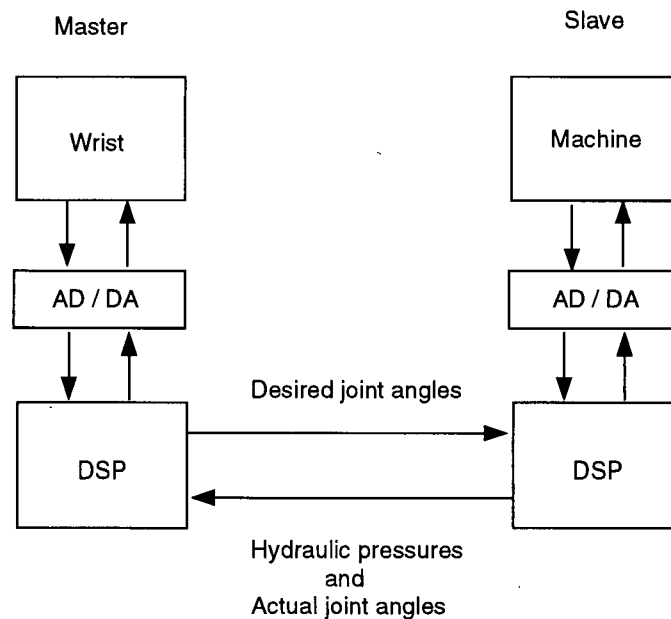 Master
Slave
Wrist
Machine
AD / DA
AD / DA
Desired joint angles
DSP
DSP
Hydraulic pressures
and
Actual joint angles